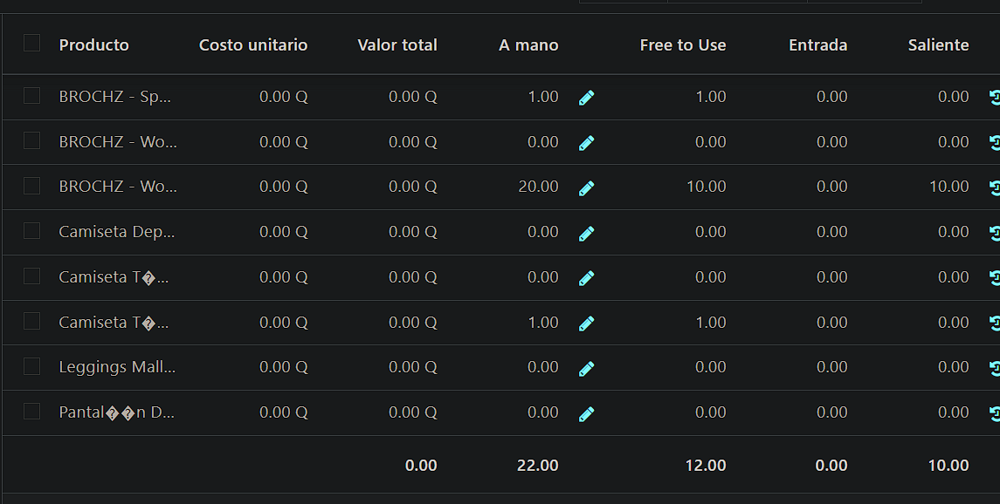 Producto Costo unitario Valor total A mano Free to Use Entrada Saliente
BROCHZ - Sp... 0.00 Q 0.00 Q 1.00 1.00 0.00 0.00
BROCHZ - Wo... 0.00 Q 0.00 Q 0.00 0.00 0.00 0.00
BROCHZ - Wo... 0.00 Q 0.00 Q 20.00 10.00 0.00 10.00
Camiseta Dep... 0.00 Q 0.00 Q 0.00 0.00 0.00 0.00
Camiseta T�... 0.00 Q 0.00 Q 0.00 0.00 0.00 0.00
Camiseta T�... 0.00 Q 0.00 Q 1.00 1.00 0.00 0.00
Leggings Mall... 0.00 Q 0.00 Q 0.00 0.00 0.00 0.00
Pantal��n D... 0.00 Q 0.00 Q 0.00 0.00 0.00 0.00
0.00 22.00 12.00 0.00 10.00